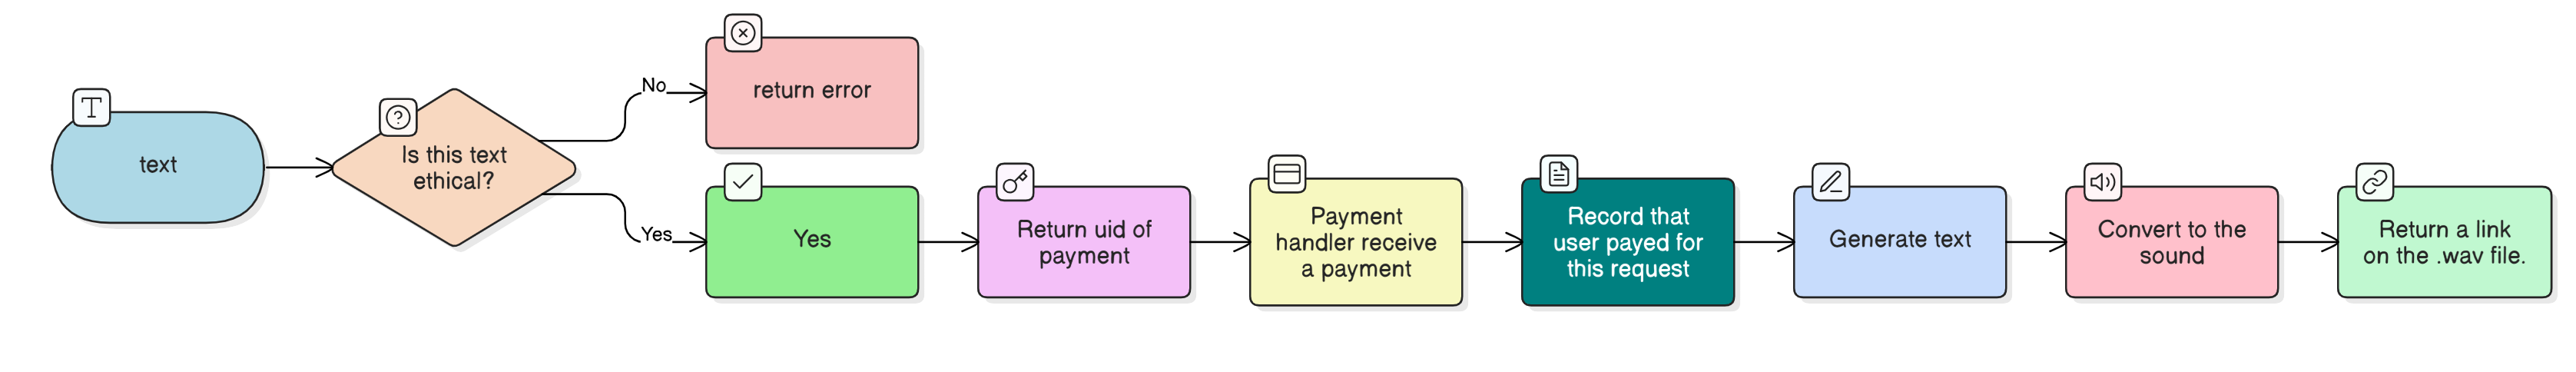 text
Is this text
ethical?
No
return error
Yes
Yes
Return uid of
payment
Payment
handler receive
a payment
Record that
user payed for
this request
Generate text
Convert to the
sound
Return a link
on the .wav file.